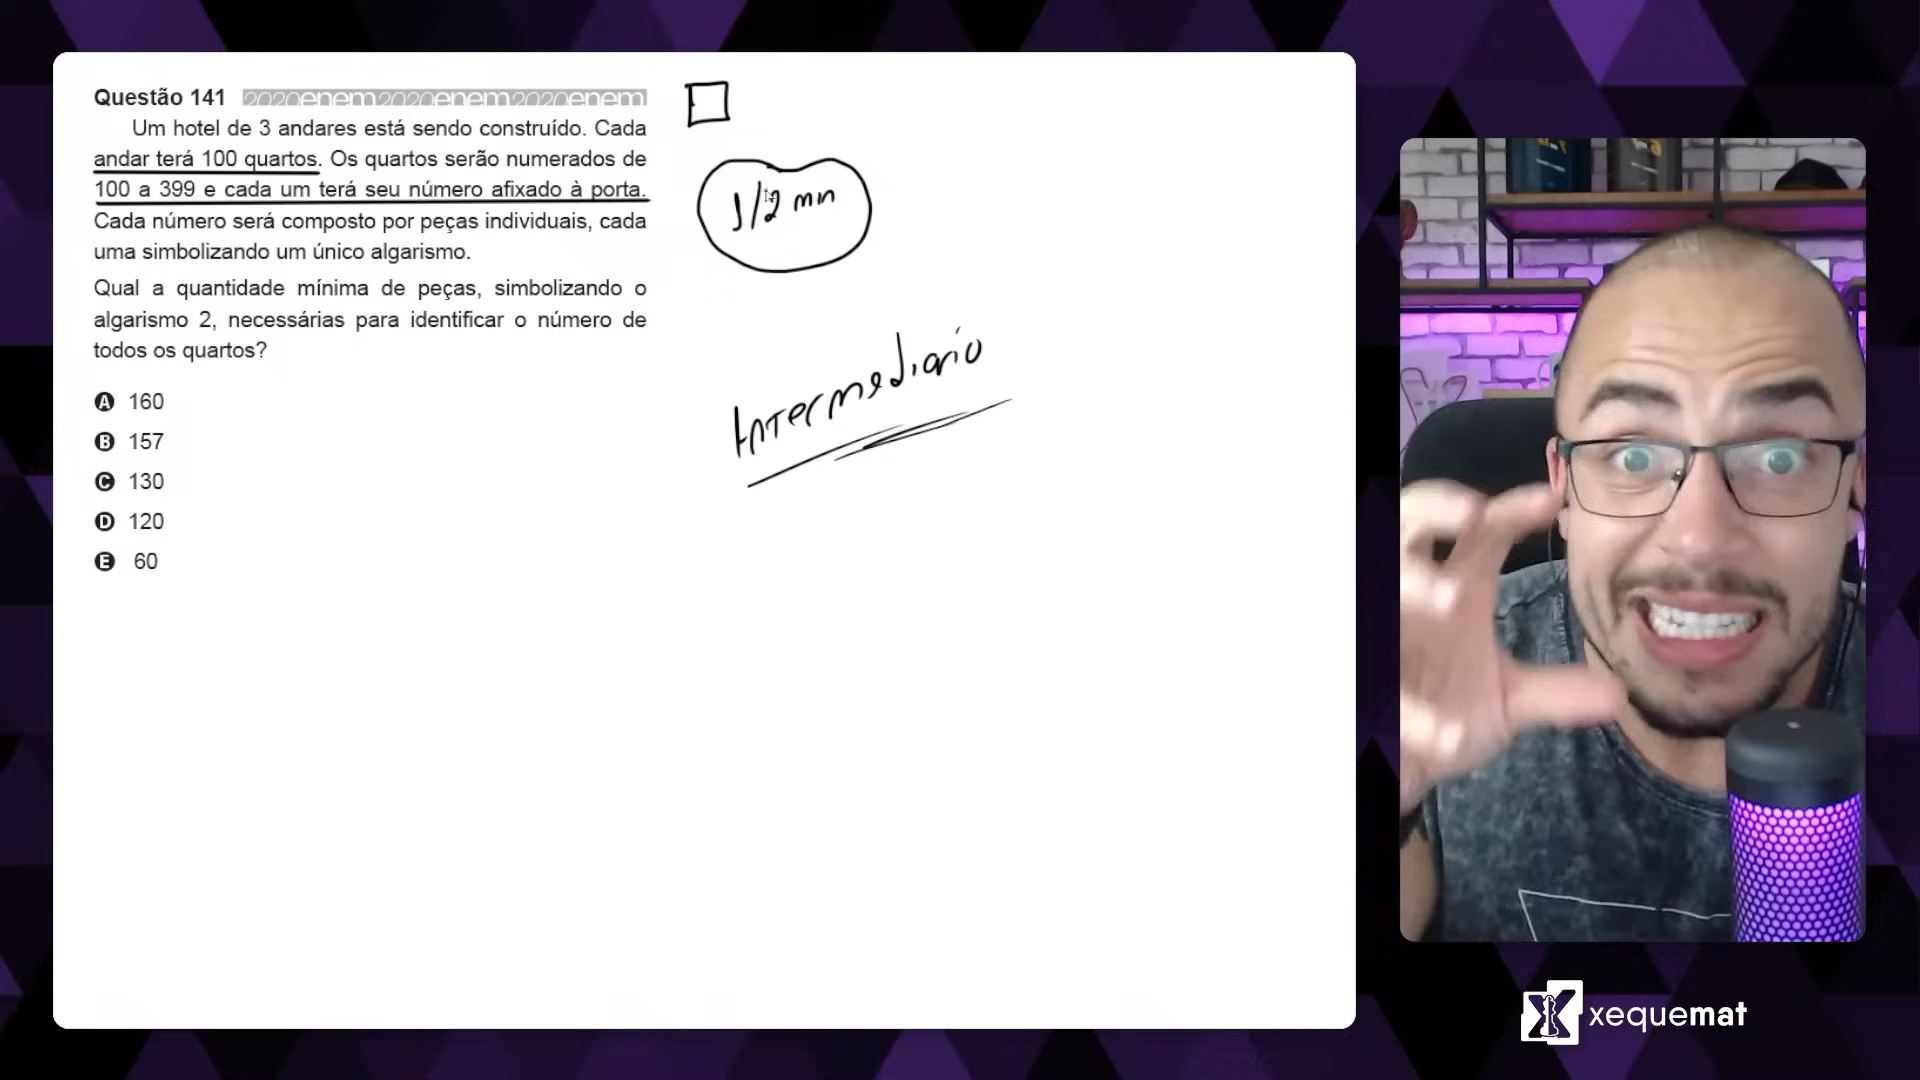 Questão 141 2020enem2020enem2020enem
Um hotel de 3 andares está sendo construído. Cada
andar terá 100 quartos. Os quartos serão numerados de
100 a 399 e cada um terá seu número afixado à porta.
Cada número será composto por peças individuais, cada
uma simbolizando um único algarismo.
Qual a quantidade mínima de peças, simbolizando o
algarismo 2, necessárias para identificar o número de
todos os quartos?
A 160
B 157
C 130
D 120
E 60
1/2 min
Intermediario
xequemat